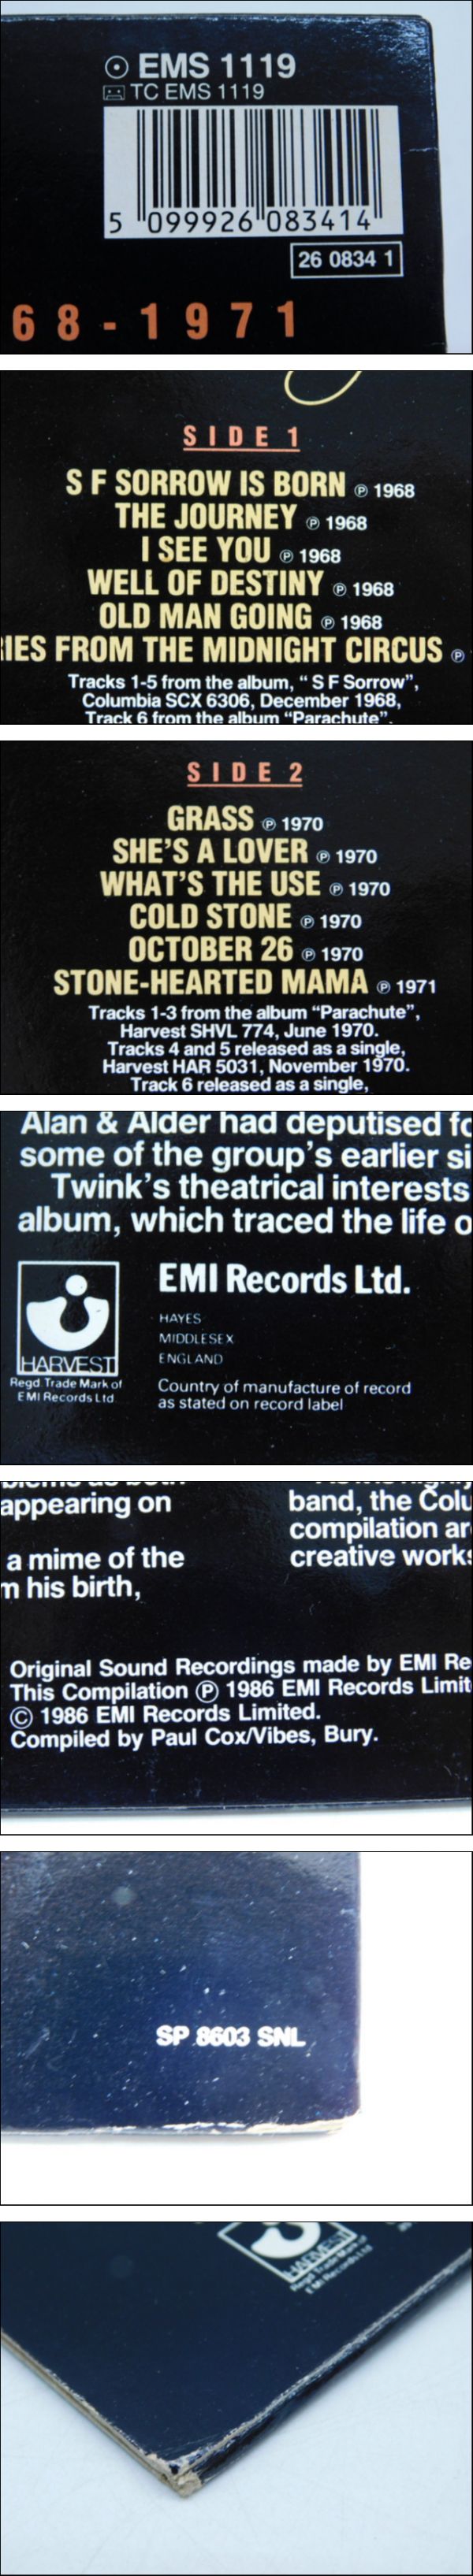 EMS 1119
TC EMS 1119
5 099926 083414
26 0834 1
68-1971
SIDE 1
S F SORROW IS BORN ℗ 1968
THE JOURNEY ℗ 1968
I SEE YOU ℗ 1968
WELL OF DESTINY ℗ 1968
OLD MAN GOING ℗ 1968
IES FROM THE MIDNIGHT CIRCUS ℗
Tracks 1-5 from the album, “ S F Sorrow”,
Columbia SCX 6306, December 1968,
Track 6 from the album “Parachute”.
SIDE 2
GRASS ℗ 1970
SHE'S A LOVER ℗ 1970
WHAT'S THE USE ℗ 1970
COLD STONE ℗ 1970
OCTOBER 26 ℗ 1970
STONE-HEARTED MAMA ℗ 1971
Tracks 1-3 from the album “Parachute”,
Harvest SHVL 774, June 1970.
Tracks 4 and 5 released as a single,
Harvest HAR 5031, November 1970.
Track 6 released as a single,
Alan & Alder had deputised fo
some of the group's earlier si
Twink's theatrical interests
album, which traced the life o
HARVEST
Regd Trade Mark of
EMI Records Ltd
EMI Records Ltd.
HAYES
MIDDLESEX
ENGLAND
Country of manufacture of record
as stated on record label
appearing on
a mime of the
m his birth,
band, the Colu
compilation ar
creative works
Original Sound Recordings made by EMI Re
This Compilation ℗ 1986 EMI Records Limit
© 1986 EMI Records Limited.
Compiled by Paul Cox/Vibes, Bury.
SP 8603 SNL
HARVEST
Regd Trade Mark of
EMI Records Ltd